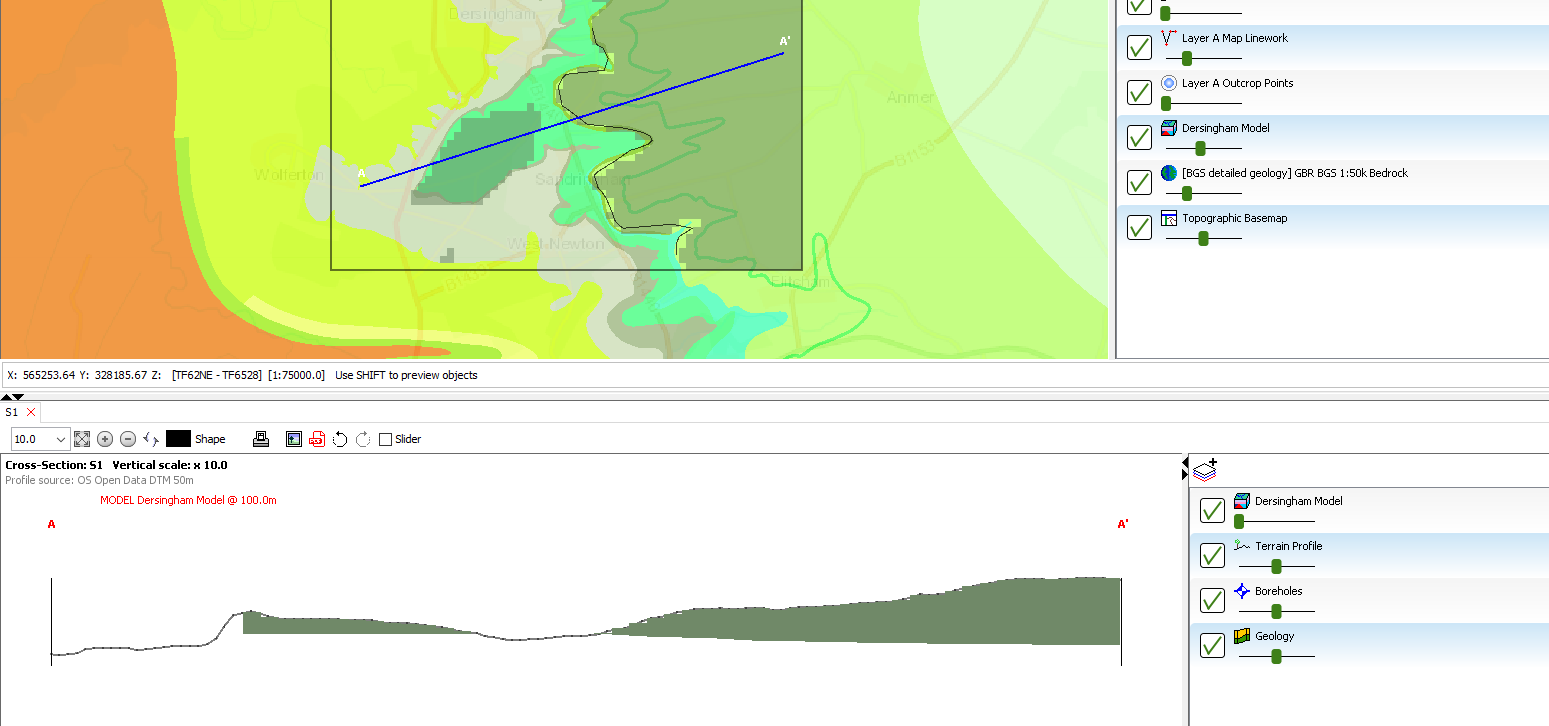 Dersingham
A'
Anmer
B1153
A
Wolferton
Sandringham
West Newton
Flitcham
Layer A Map Linework
Layer A Outcrop Points
Dersingham Model
[BGS detailed geology] GBR BGS 1:50k Bedrock
Topographic Basemap
X: 565253.64 Y: 328185.67 Z: [TF62NE - TF6528] [1:75000.0] Use SHIFT to preview objects
S1
10.0 Shape Slider
Cross-Section: S1 Vertical scale: x 10.0
Profile source: OS Open Data DTM 50m
MODEL Dersingham Model @ 100.0m
A A'
Dersingham Model
Terrain Profile
Boreholes
Geology